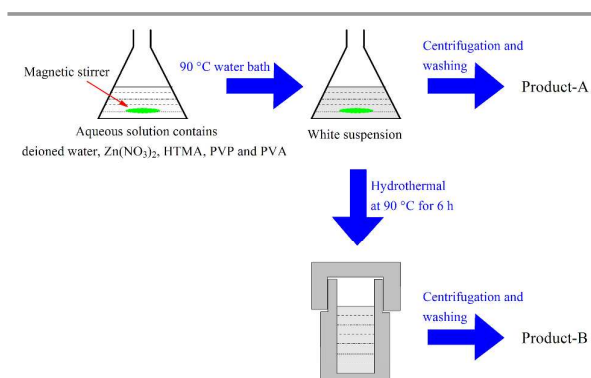 Magnetic stirrer
90 °C water bath
Centrifugation and
washing
Product-A
Aqueous solution contains
deioned water, Zn(NO₃)₂, HTMA, PVP and PVA
White suspension
Hydrothermal
at 90 °C for 6 h
Centrifugation and
washing
Product-B